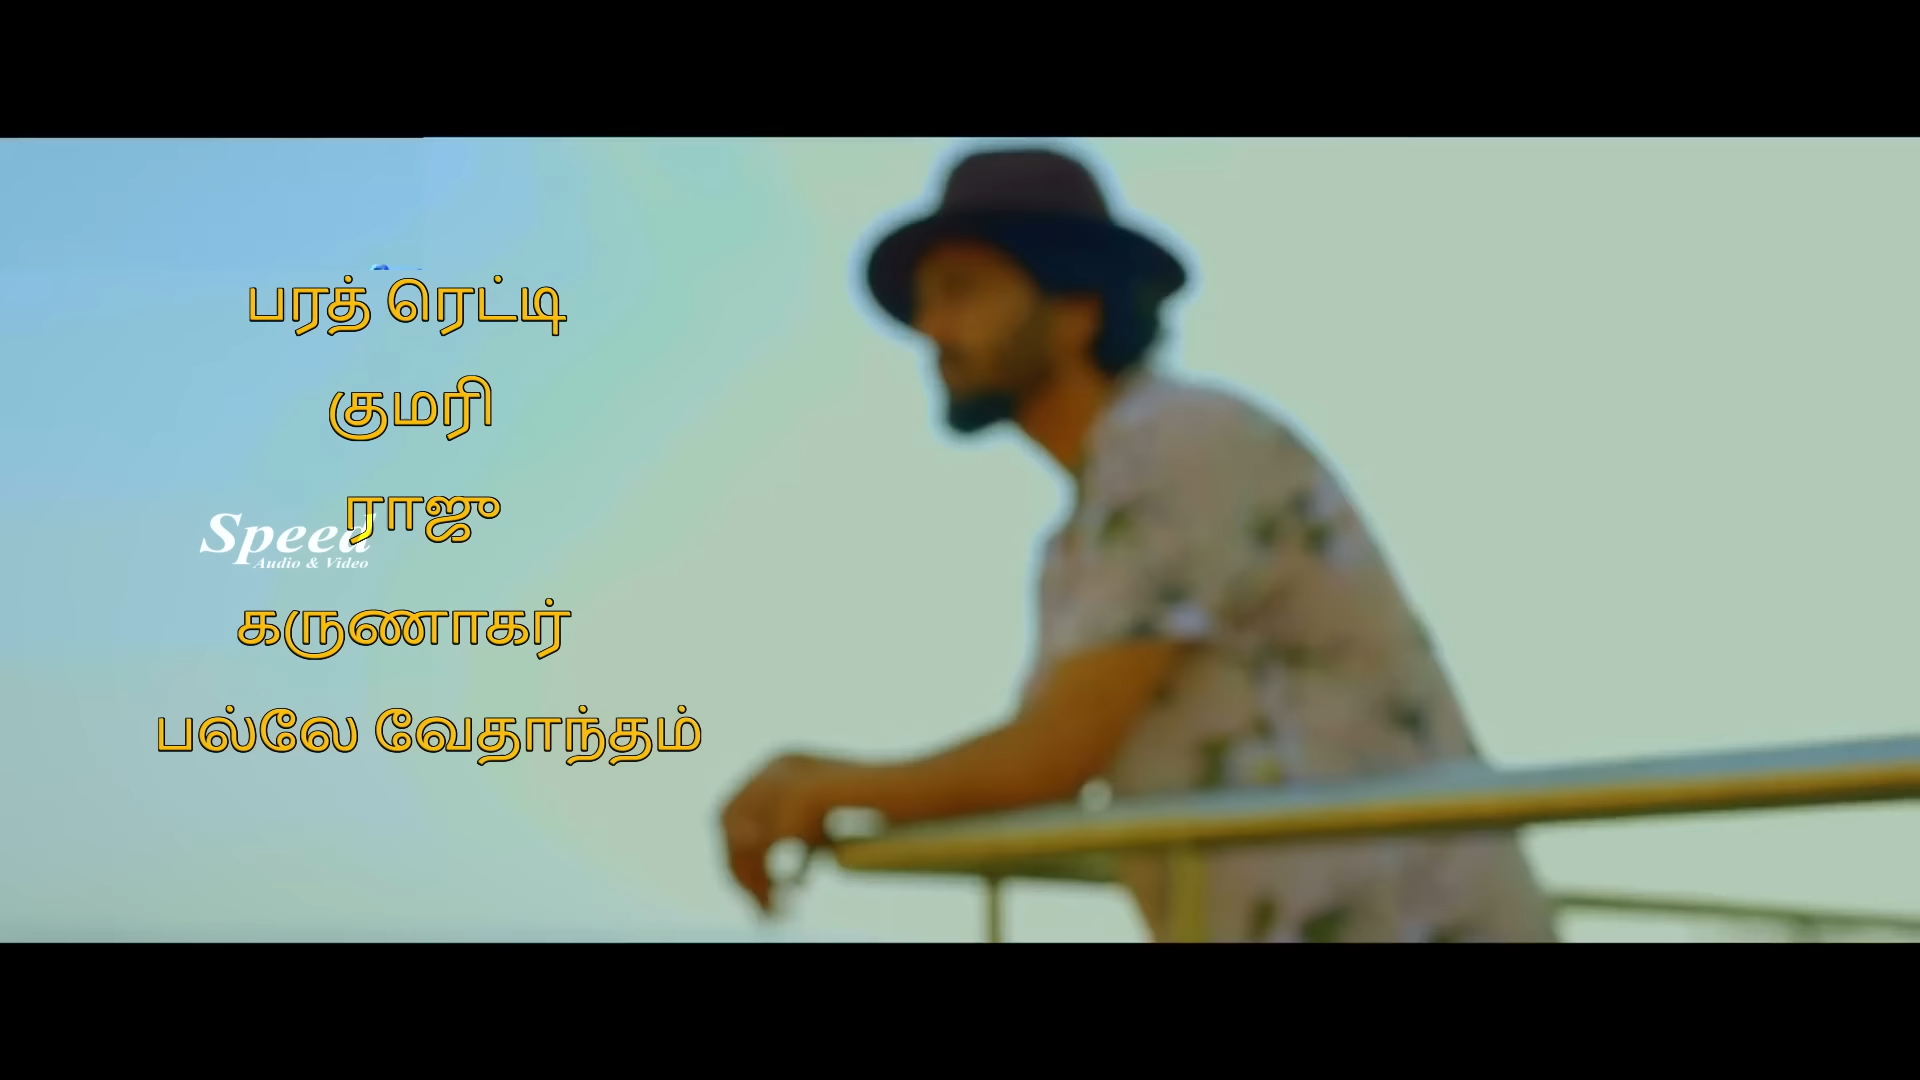 பரத் ரெட்டி
குமரி
ராஜு
Speed
Audio & Video
கருணாகர்
பல்லே வேதாந்தம்